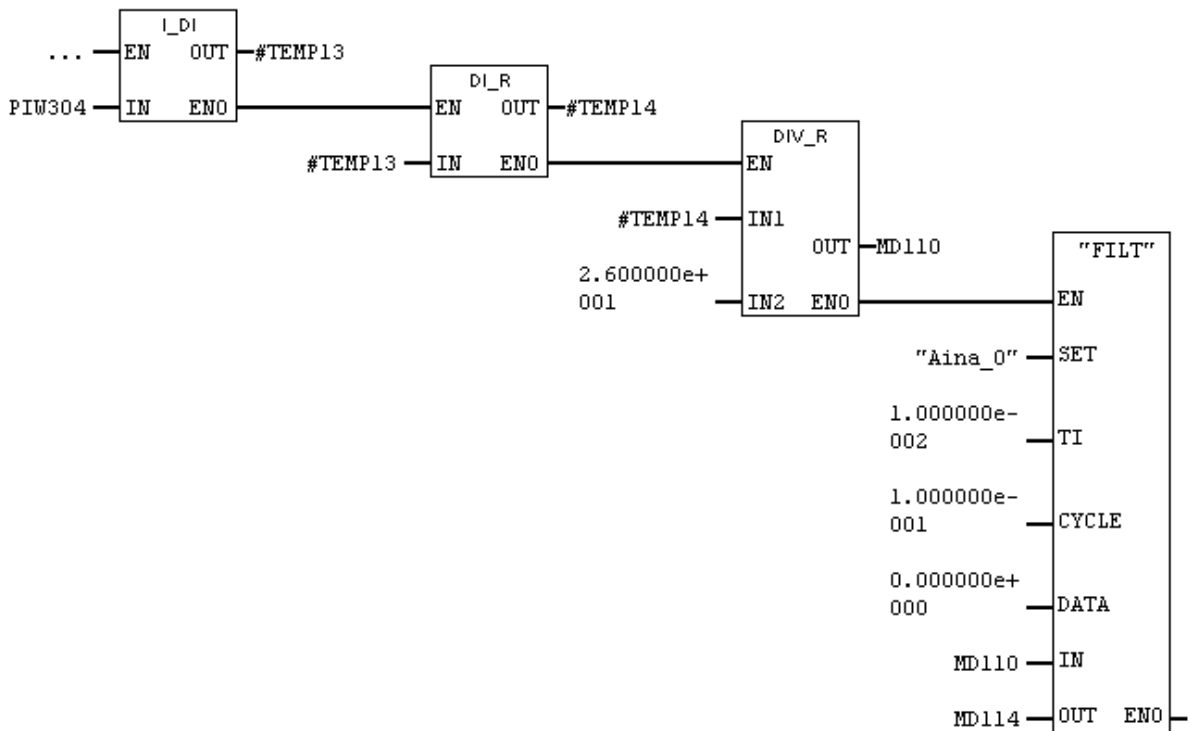 I_DI
... EN OUT #TEMP13
PIW304 IN ENO
DI_R
EN OUT #TEMP14
#TEMP13 IN ENO
DIV_R
EN
#TEMP14 IN1
OUT MD110
2.600000e+
001 IN2 ENO
"FILT"
EN
"Aina_0" SET
1.000000e-
002 TI
1.000000e-
001 CYCLE
0.000000e+
000 DATA
MD110 IN
MD114 OUT ENO